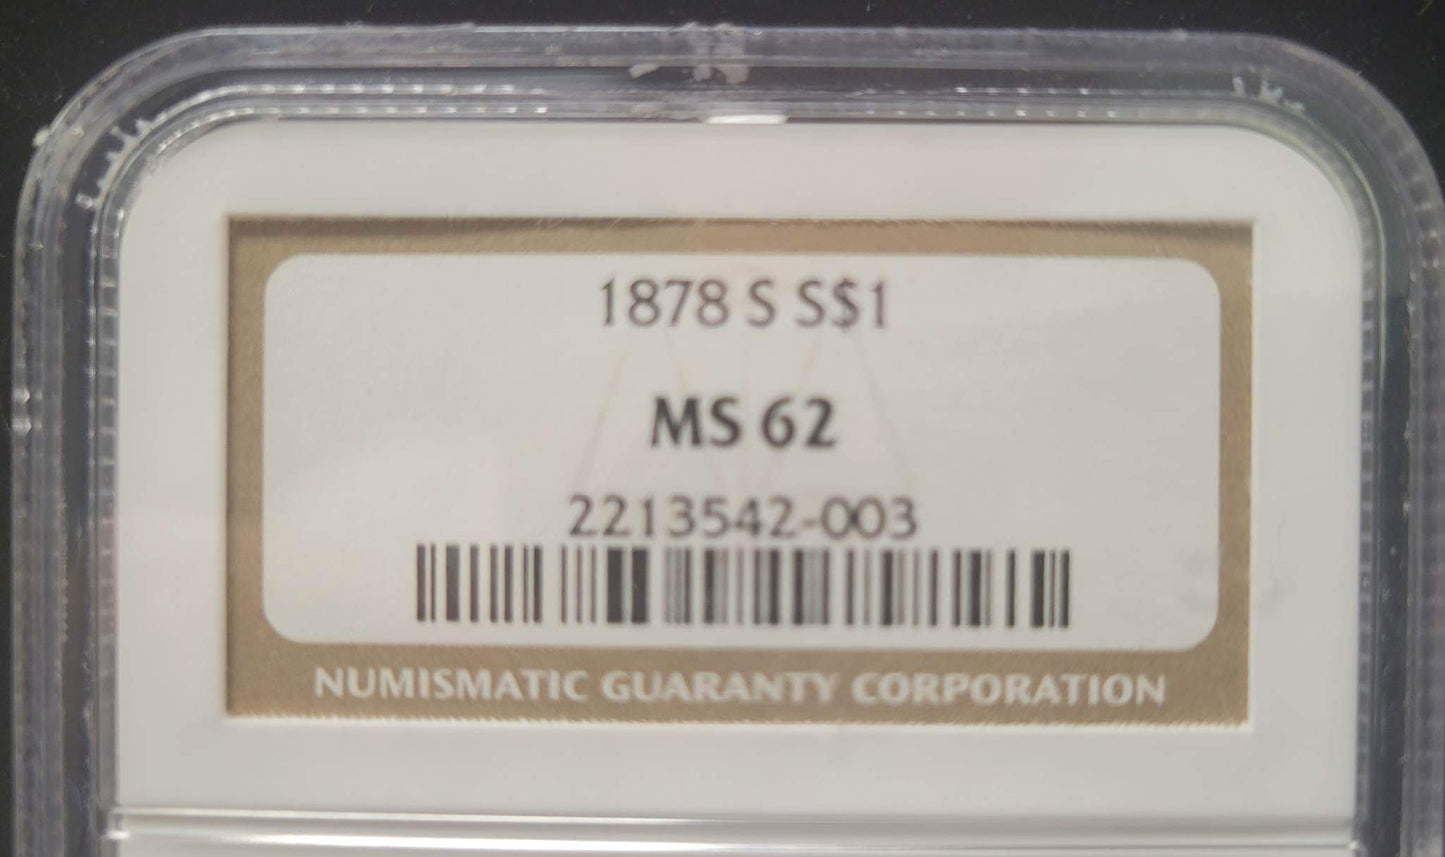 1878 S S$1
MS 62
2213542-003
NUMISMATIC GUARANTY CORPORATION